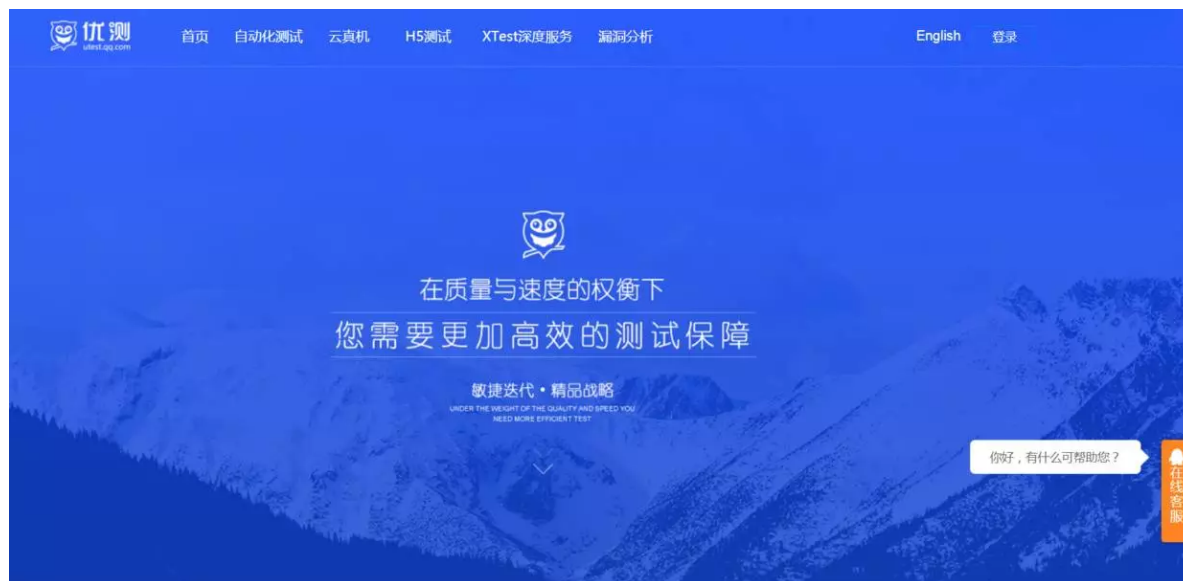 优测
utest.qq.com
首页 自动化测试 云真机 H5测试 XTest深度服务 漏洞分析 English 登录
在质量与速度的权衡下
您需要更加高效的测试保障
敏捷迭代·精品战略
UNDER THE WEIGHT OF THE QUALITY AND SPEED YOU
NEED MORE EFFICIENT TEST
你好，有什么可帮助您？
在线客服